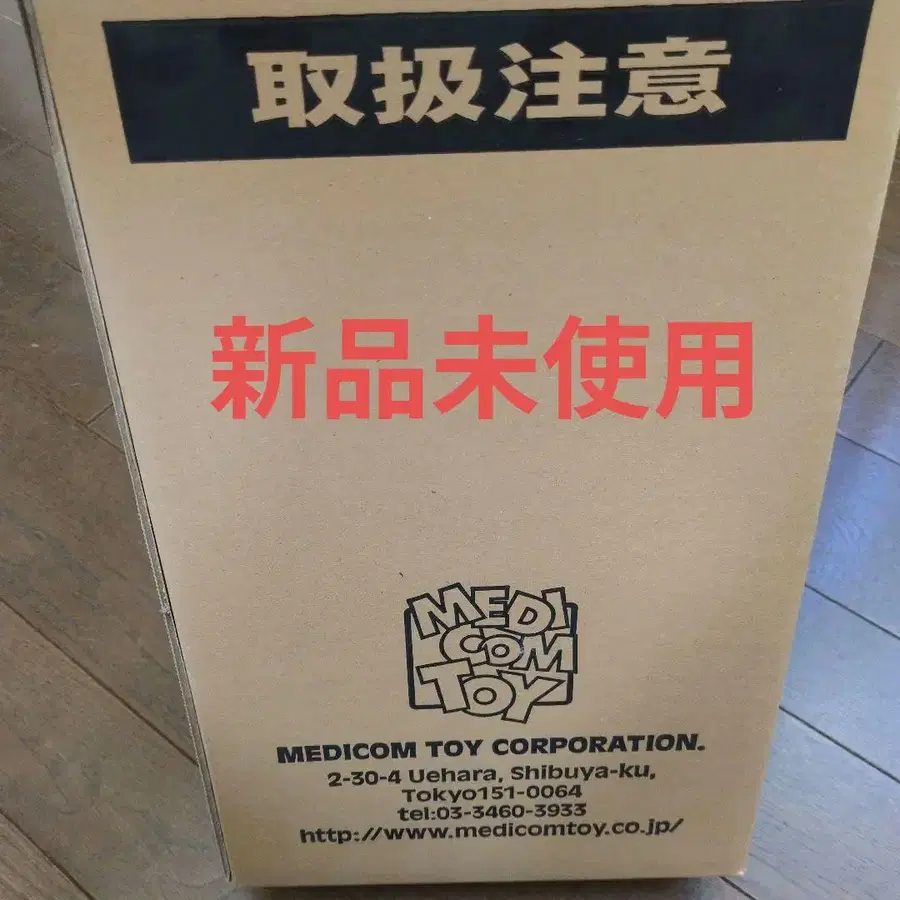 取扱注意
新品未使用
MEDI
COM
TOY
MEDICOM TOY CORPORATION.
2-30-4 Uehara, Shibuya-ku,
Tokyo151-0064
tel:03-3460-3933
http://www.medicomtoy.co.jp/